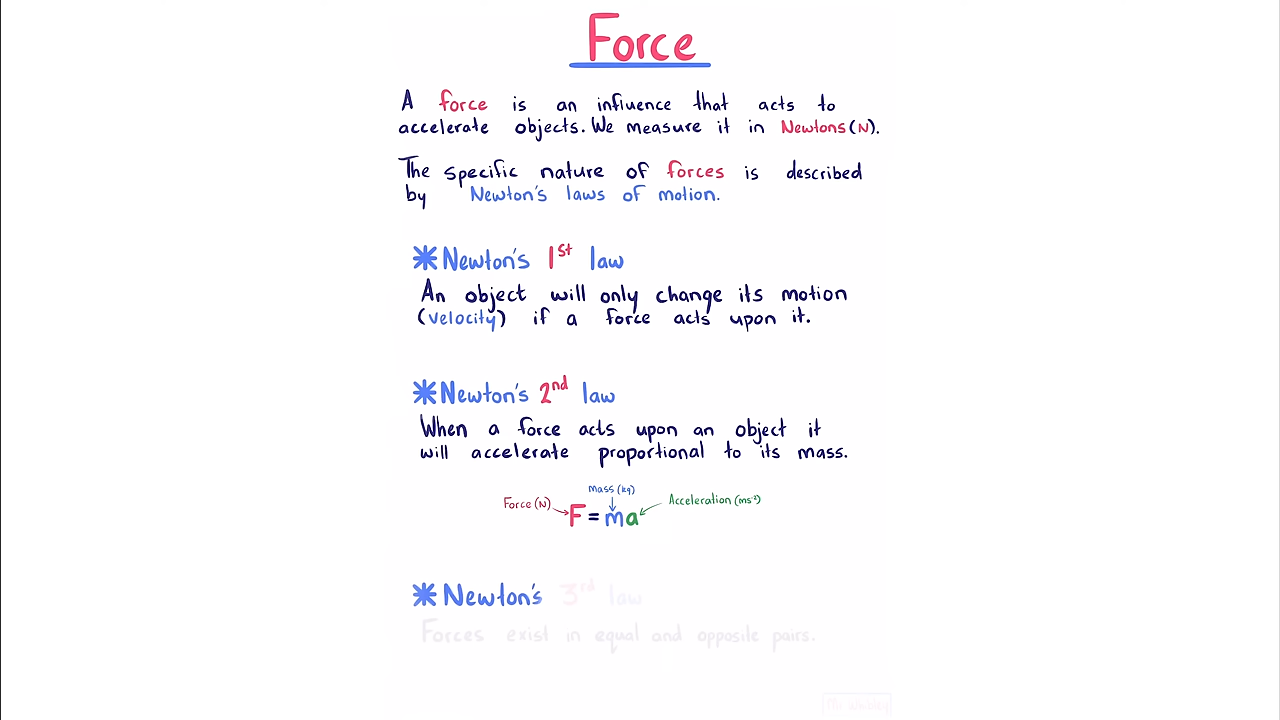 Force
A force is an influence that acts to
accelerate objects. We measure it in Newtons (N).
The specific nature of forces is described
by Newton's laws of motion.
*Newton's 1st law
An object will only change its motion
(velocity) if a force acts upon it.
*Newton's 2nd law
When a force acts upon an object it
will accelerate proportional to its mass.
Mass (kg)
Force (N)
Acceleration (ms⁻²)
F = ma
*Newton's 3rd law
Forces exist in equal and opposite pairs.